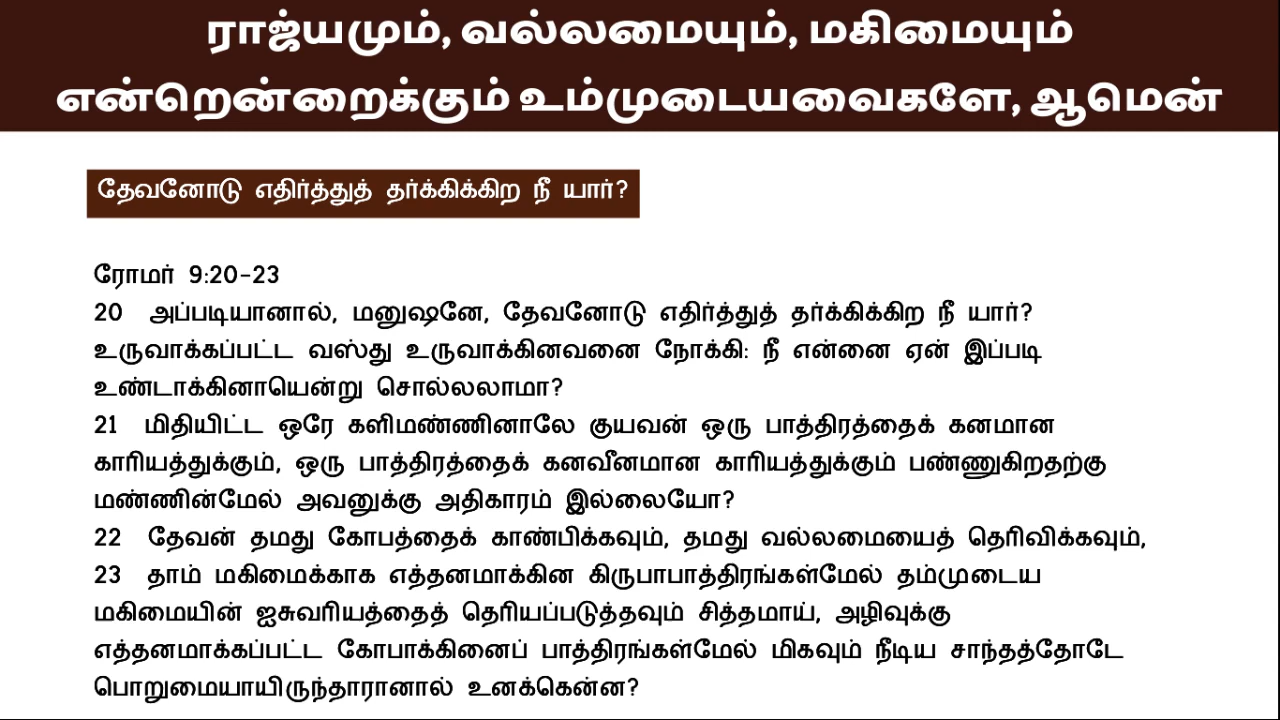 ராஜ்யமும், வல்லமையும், மகிமையும்
என்றென்றைக்கும் உம்முடையவைகளே, ஆமென்
தேவனோடு எதிர்த்துத் தர்க்கிக்கிற நீ யார்?
ரோமர் 9:20-23
20 அப்படியானால், மனுஷனே, தேவனோடு எதிர்த்துத் தர்க்கிக்கிற நீ யார்?
உருவாக்கப்பட்ட வஸ்து உருவாக்கினவனை நோக்கி: நீ என்னை ஏன் இப்படி
உண்டாக்கினாயென்று சொல்லலாமா?
21 மிதியிட்ட ஒரே களிமண்ணினாலே குயவன் ஒரு பாத்திரத்தைக் கனமான
காரியத்துக்கும், ஒரு பாத்திரத்தைக் கனவீனமான காரியத்துக்கும் பண்ணுகிறதற்கு
மண்ணின்மேல் அவனுக்கு அதிகாரம் இல்லையோ?
22 தேவன் தமது கோபத்தைக் காண்பிக்கவும், தமது வல்லமையைத் தெரிவிக்கவும்,
23 தாம் மகிமைக்காக எத்தனமாக்கின கிருபாபாத்திரங்கள்மேல் தம்முடைய
மகிமையின் ஐசுவரியத்தைத் தெரியப்படுத்தவும் சித்தமாய், அழிவுக்கு
எத்தனமாக்கப்பட்ட கோபாக்கினைப் பாத்திரங்கள்மேல் மிகவும் நீடிய சாந்தத்தோடே
பொறுமையாயிருந்தாரானால் உனக்கென்ன?